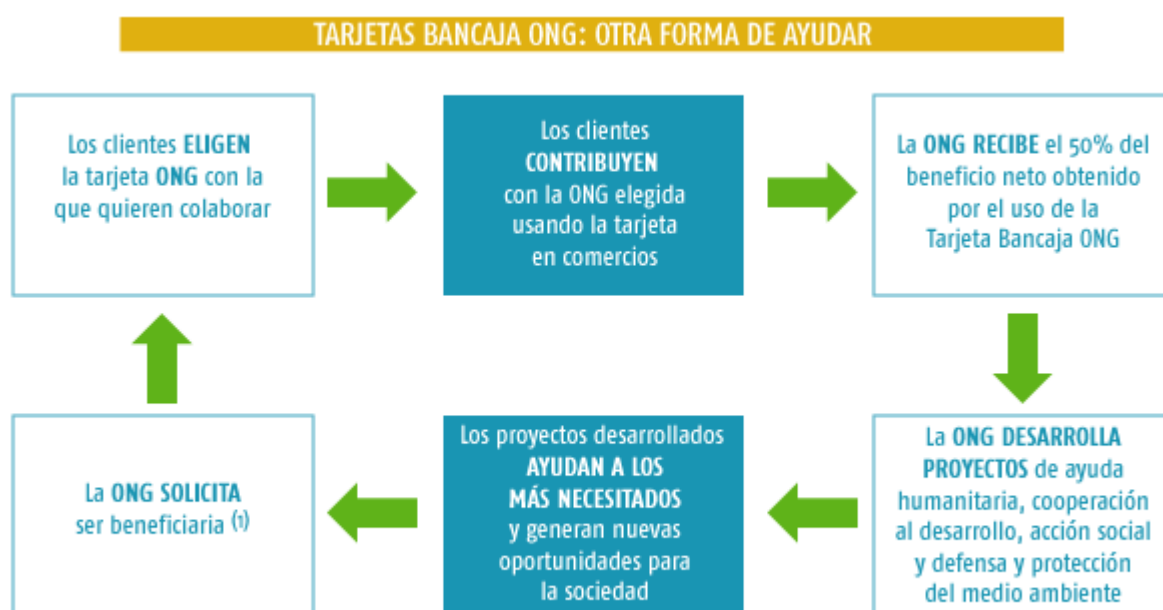 TARJETAS BANCAJA ONG: OTRA FORMA DE AYUDAR
Los clientes ELIGEN
la tarjeta ONG con la
que quieren colaborar
Los clientes
CONTRIBUYEN
con la ONG elegida
usando la tarjeta
en comercios
La ONG RECIBE el 50% del
beneficio neto obtenido
por el uso de la
Tarjeta Bancaja ONG
La ONG SOLICITA
ser beneficiaria (1)
Los proyectos desarrollados
AYUDAN A LOS
MÁS NECESITADOS
y generan nuevas
oportunidades para
la sociedad
La ONG DESARROLLA
PROYECTOS de ayuda
humanitaria, cooperación
al desarrollo, acción social
y defensa y protección
del medio ambiente